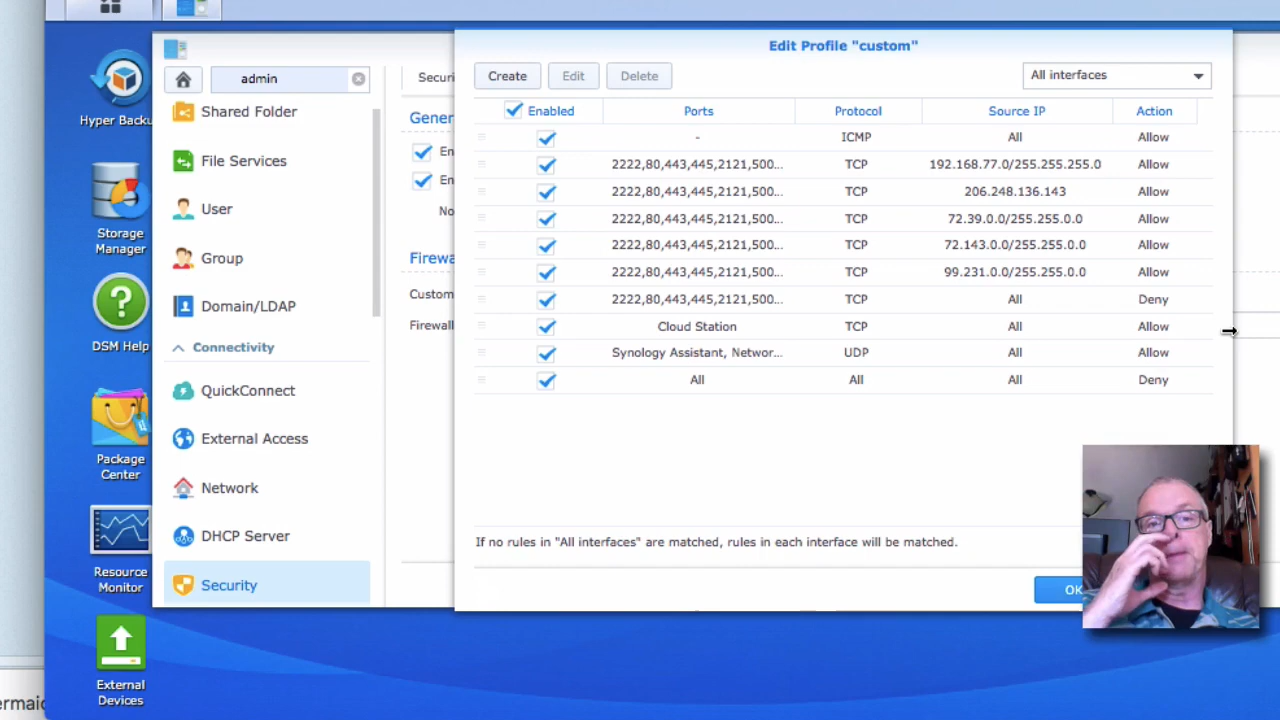 Edit Profile "custom"
admin
Securi
Create
Edit
Delete
All interfaces
Hyper Backu
Storage
Manager
DSM Help
Package
Center
Resource
Monitor
External
Devices
Shared Folder
File Services
User
Group
Domain/LDAP
Connectivity
QuickConnect
External Access
Network
DHCP Server
Security
Gener
En
En
No
Firewa
Custom
Firewall
Enabled Ports Protocol Source IP Action
- ICMP All Allow
2222,80,443,445,2121,500... TCP 192.168.77.0/255.255.255.0 Allow
2222,80,443,445,2121,500... TCP 206.248.136.143 Allow
2222,80,443,445,2121,500... TCP 72.39.0.0/255.255.0.0 Allow
2222,80,443,445,2121,500... TCP 72.143.0.0/255.255.0.0 Allow
2222,80,443,445,2121,500... TCP 99.231.0.0/255.255.0.0 Allow
2222,80,443,445,2121,500... TCP All Deny
Cloud Station TCP All Allow
Synology Assistant, Networ... UDP All Allow
All All All Deny
If no rules in "All interfaces" are matched, rules in each interface will be matched.
OK
ermaid